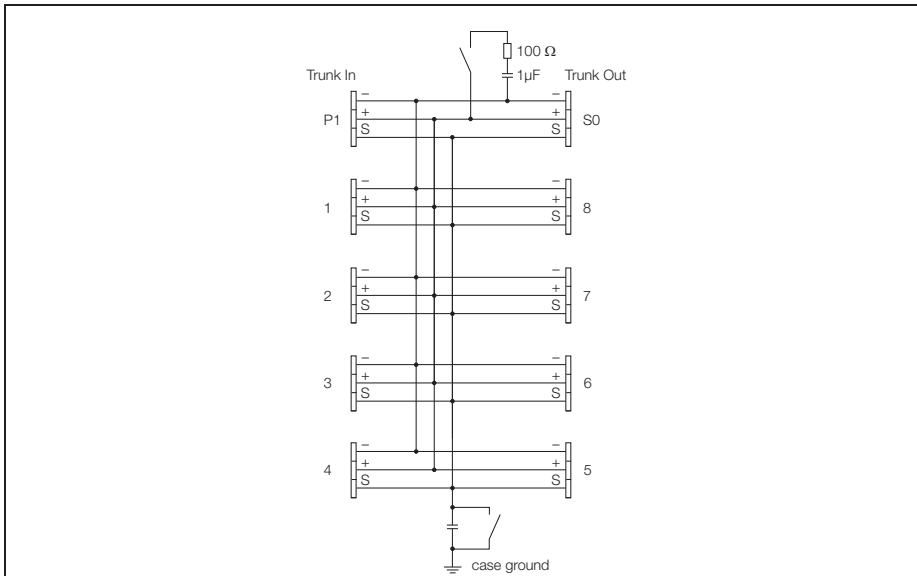 100 Ω
Trunk In 1µF Trunk Out
− −
P1 + + S0
S S
− −
1 + + 8
S S
− −
2 + + 7
S S
− −
3 + + 6
S S
− −
4 + + 5
S S
case ground